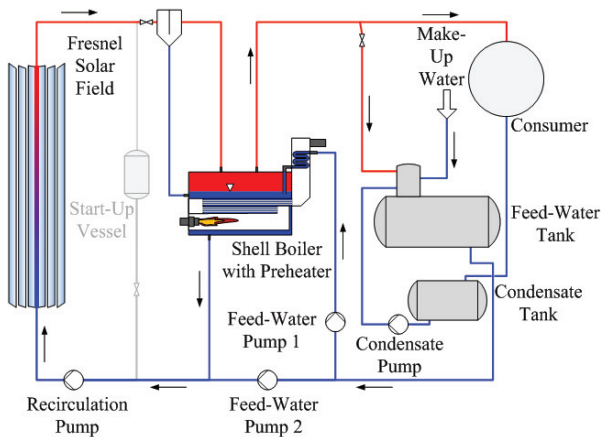 Fresnel
Solar
Field
Make-
Up
Water
Consumer
Start-Up
Vessel
Shell Boiler
with Preheater
Feed-Water
Tank
Condensate
Tank
Feed-Water
Pump 1
Condensate
Pump
Recirculation
Pump
Feed-Water
Pump 2